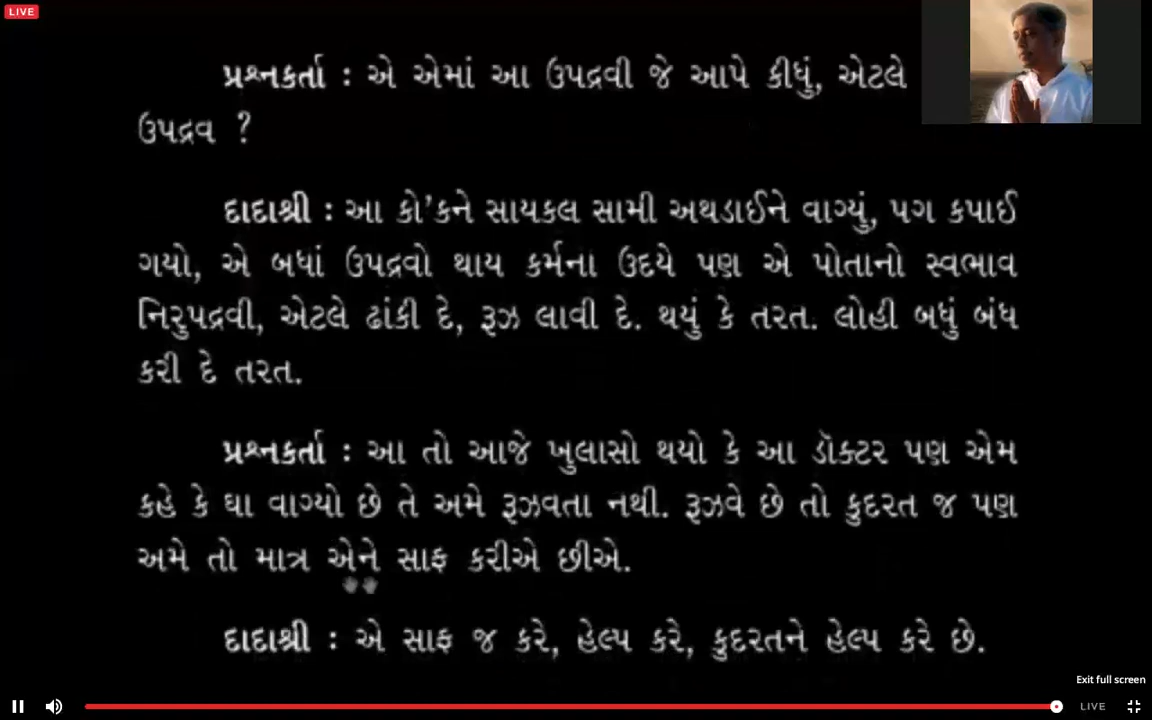 LIVE
પ્રશ્નકર્તા : એ એમાં આ ઉપદ્રવી જે આપે કીધું, એટલે
ઉપદ્રવ ?
દાદાશ્રી : આ કો'કને સાયકલ સામી અથડાઈને વાગ્યું, પગ કપાઈ
ગયો, એ બધાં ઉપદ્રવો થાય કર્મના ઉદયે પણ એ પોતાનો સ્વભાવ
નિરુપદ્રવી, એટલે ઢાંકી દે, રૂઝ લાવી દે. થયું કે તરત. લોહી બધું બંધ
કરી દે તરત.
પ્રશ્નકર્તા : આ તો આજે ખુલાસો થયો કે આ ડૉક્ટર પણ એમ
કહે કે ઘા વાગ્યો છે તે અમે રૂઝવતા નથી. રૂઝવે છે તો કુદરત જ પણ
અમે તો માત્ર એને સાફ કરીએ છીએ.
દાદાશ્રી : એ સાફ જ કરે, હેલ્પ કરે, કુદરતને હેલ્પ કરે છે.
Exit full screen
LIVE